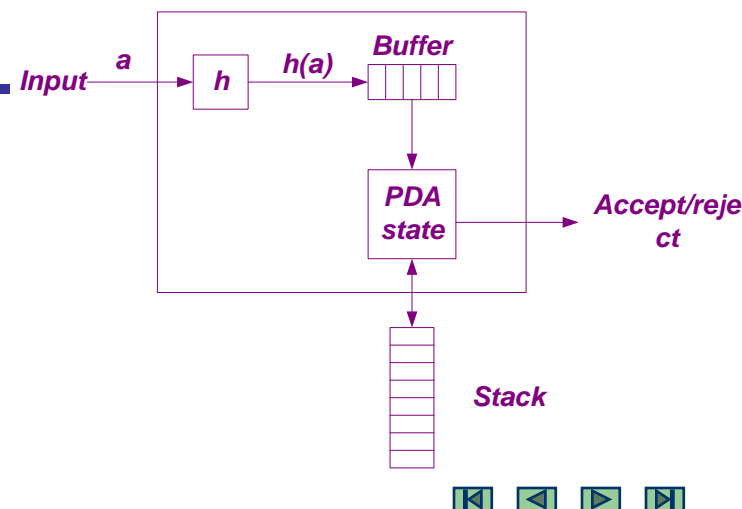 Buffer
a
h(a)
Input
h
PDA
state
Accept/reje
ct
Stack